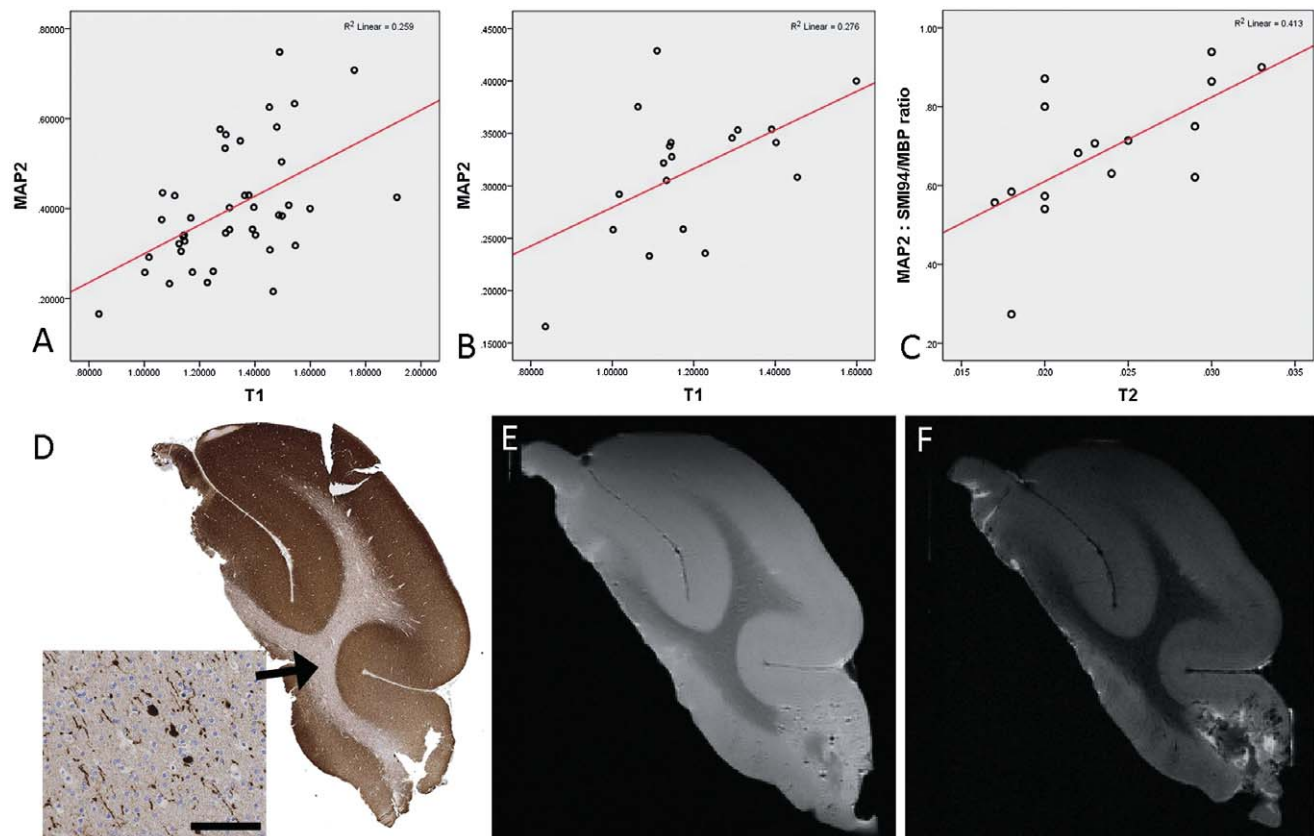 R² Linear = 0.259
.80000
.60000
.40000
.20000
MAP2
A
.80000 1.00000 1.20000 1.40000 1.60000 1.80000 2.00000
T1
R² Linear = 0.276
.45000
.40000
.35000
.30000
.25000
.20000
.15000
MAP2
B
.80000 1.00000 1.20000 1.40000 1.60000
T1
R² Linear = 0.413
1.00
.80
.60
.40
.20
MAP2 : SMI94/MBP ratio
C
.015 .020 .025 .030 .035
T2
D
E
F